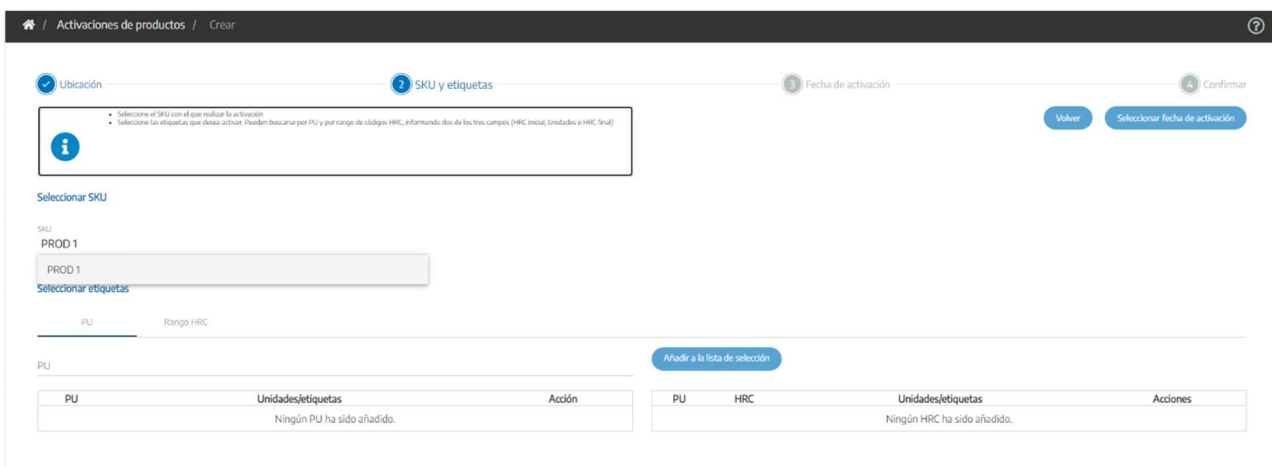 / Activaciones de productos / Crear
Ubicación
2 SKU y etiquetas
3 Fecha de activación
4 Confirmar
• Seleccione el SKU con el que realizar la activación
• Seleccione las etiquetas que desea activar. Pueden buscarse por PU y por rango de códigos HRC, informando dos de los tres campos (HRC inicial, Unidades o HRC final)
Volver
Seleccionar fecha de activación
Seleccionar SKU
SKU
PROD 1
PROD 1
Seleccionar etiquetas
PU Rango HRC
PU
Añadir a la lista de selección
PU Unidades/etiquetas Acción
Ningún PU ha sido añadido.
PU HRC Unidades/etiquetas Acciones
Ningún HRC ha sido añadido.